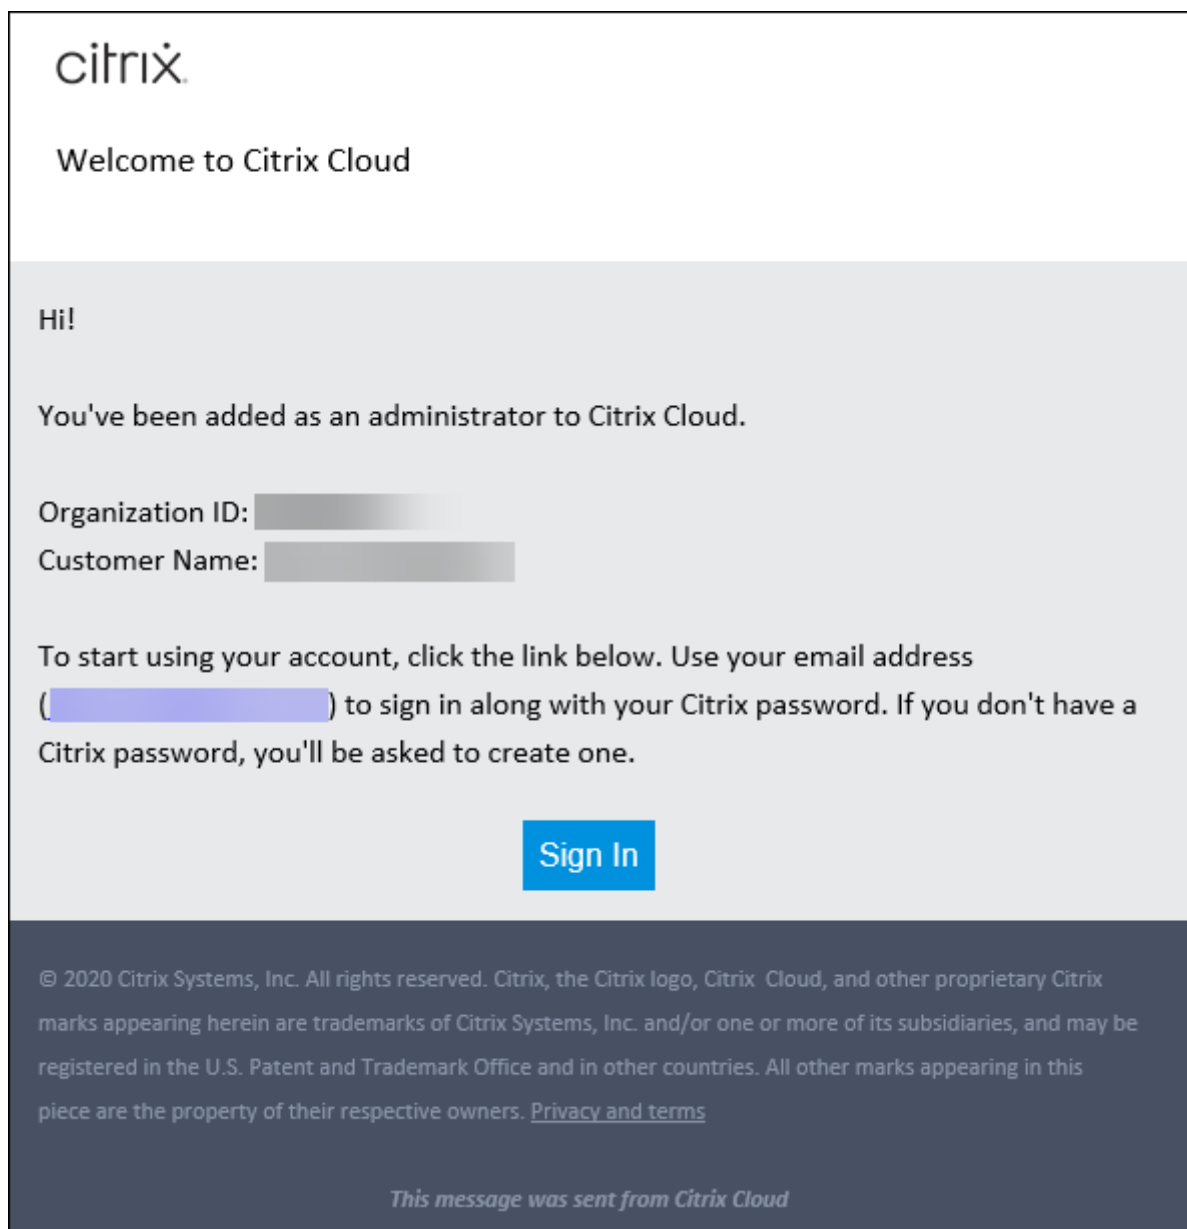 citrix
Welcome to Citrix Cloud
Hi!
You've been added as an administrator to Citrix Cloud.
Organization ID:
Customer Name:
To start using your account, click the link below. Use your email address
( ) to sign in along with your Citrix password. If you don't have a
Citrix password, you'll be asked to create one.
Sign In
© 2020 Citrix Systems, Inc. All rights reserved. Citrix, the Citrix logo, Citrix Cloud, and other proprietary Citrix
marks appearing herein are trademarks of Citrix Systems, Inc. and/or one or more of its subsidiaries, and may be
registered in the U.S. Patent and Trademark Office and in other countries. All other marks appearing in this
piece are the property of their respective owners. Privacy and terms
This message was sent from Citrix Cloud